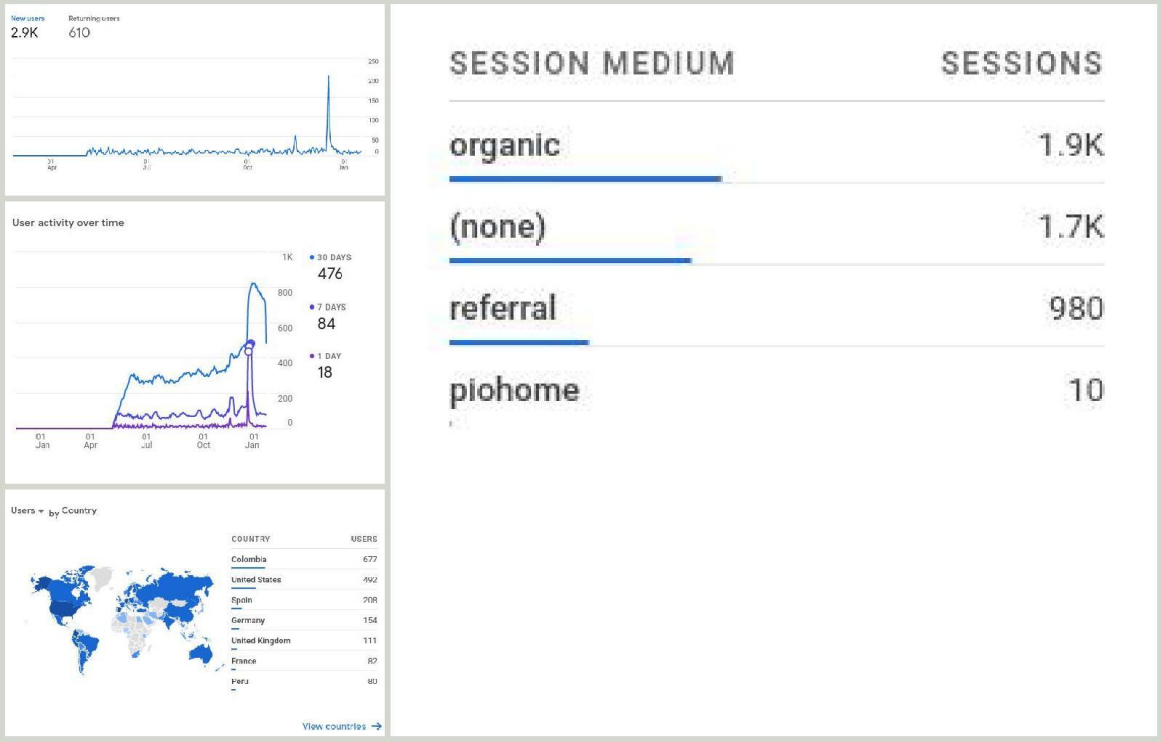 New users Returning users
2.9K 610
250
200
150
100
50
0
01 Apr
01 Jul
01 Oct
01 Jan
User activity over time
1K
800
600
400
200
0
01 Jan
01 Apr
01 Jul
01 Oct
01 Jan
30 DAYS
476
7 DAYS
84
1 DAY
18
Users by Country
COUNTRY USERS
Colombia 677
United States 492
Spain 208
Germany 154
United Kingdom 111
France 82
Peru 80
View countries
SESSION MEDIUM SESSIONS
organic 1.9K
(none) 1.7K
referral 980
piohome 10